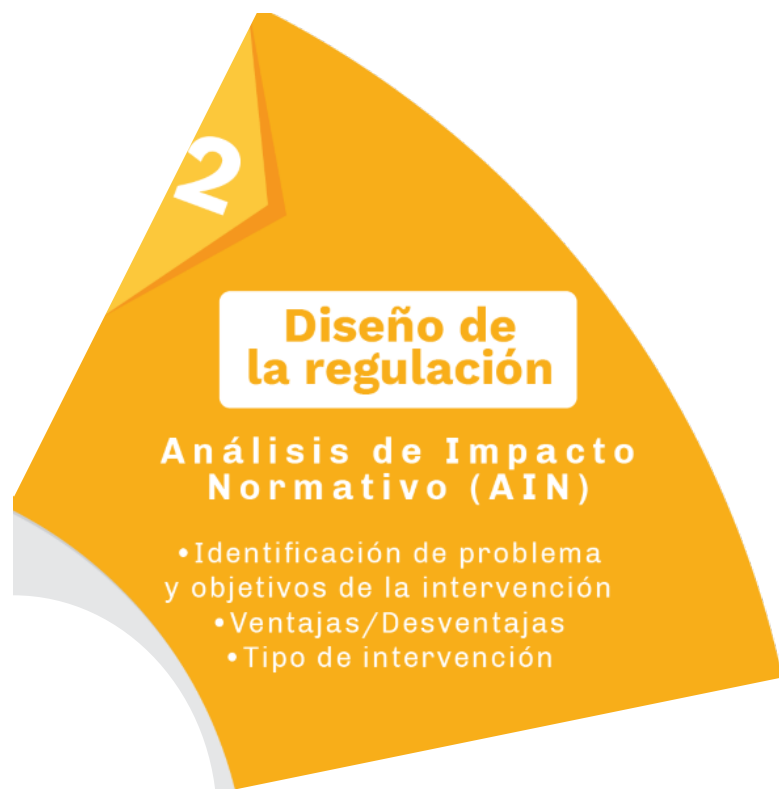 2
Diseño de
la regulación
Análisis de Impacto
Normativo (AIN)
•Identificación de problema
y objetivos de la intervención
•Ventajas/Desventajas
•Tipo de intervención